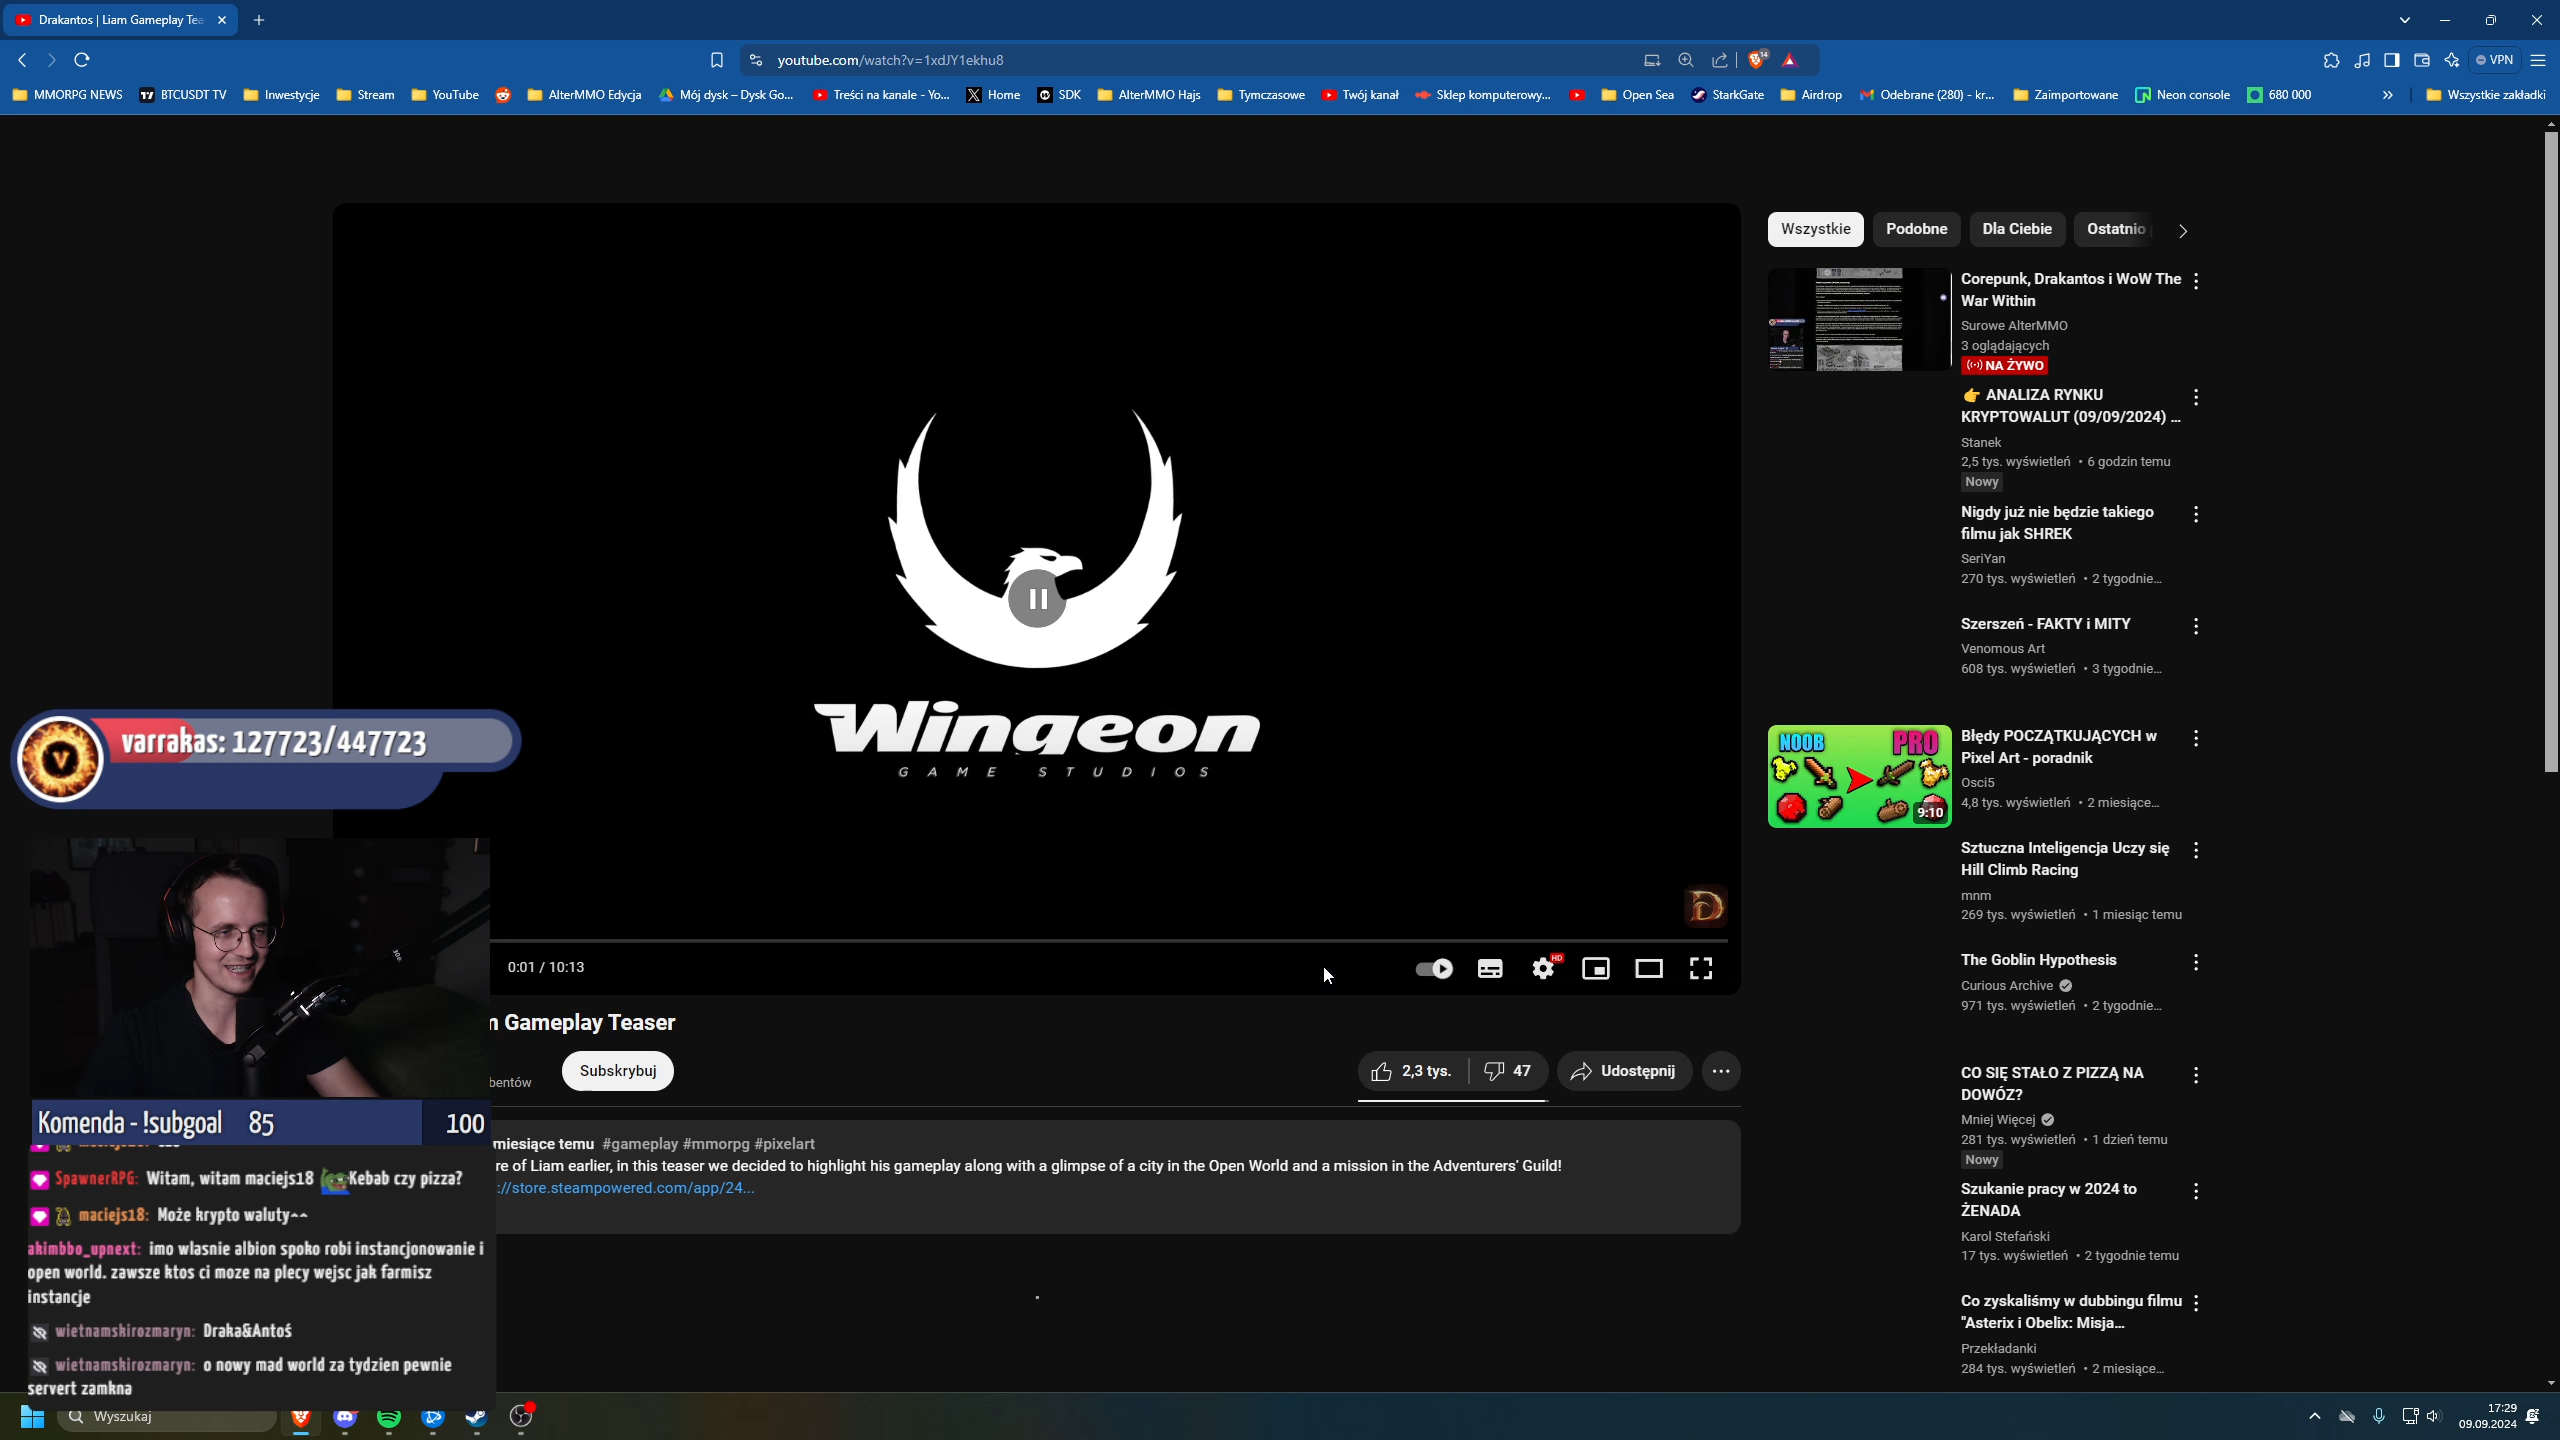 Drakantos | Liam Gameplay Tea
youtube.com/watch?v=1xdJY1ekhu8
14
VPN
MMORPG NEWS
BTCUSDT TV
Inwestycje
Stream
YouTube
AlterMMO Edycja
Mój dysk – Dysk Go...
Treści na kanale - Yo...
Home
SDK
AlterMMO Hajs
Tymczasowe
Twój kanał
Sklep komputerowy...
Open Sea
StarkGate
Airdrop
Odebrane (280) - kr...
Zaimportowane
Neon console
680 000
Wszystkie zakładki
Wingeon
GAME STUDIOS
D
0:01 / 10:13
HD
n Gameplay Teaser
bentów
Subskrybuj
2,3 tys.
47
Udostępnij
miesiące temu #gameplay #mmorpg #pixelart
re of Liam earlier, in this teaser we decided to highlight his gameplay along with a glimpse of a city in the Open World and a mission in the Adventurers' Guild!
://store.steampowered.com/app/24...
Wszystkie
Podobne
Dla Ciebie
Ostatnio
Corepunk, Drakantos i WoW The
War Within
Surowe AlterMMO
3 oglądających
NA ŻYWO
👉 ANALIZA RYNKU
KRYPTOWALUT (09/09/2024) ...
Stanek
2,5 tys. wyświetleń • 6 godzin temu
Nowy
Nigdy już nie będzie takiego
filmu jak SHREK
SeriYan
270 tys. wyświetleń • 2 tygodnie...
Szerszeń - FAKTY i MITY
Venomous Art
608 tys. wyświetleń • 3 tygodnie...
NOOB
PRO
9:10
Błędy POCZĄTKUJĄCYCH w
Pixel Art - poradnik
Osci5
4,8 tys. wyświetleń • 2 miesiące...
Sztuczna Inteligencja Uczy się
Hill Climb Racing
mnm
269 tys. wyświetleń • 1 miesiąc temu
The Goblin Hypothesis
Curious Archive
971 tys. wyświetleń • 2 tygodnie...
CO SIĘ STAŁO Z PIZZĄ NA
DOWÓZ?
Mniej Więcej
281 tys. wyświetleń • 1 dzień temu
Nowy
Szukanie pracy w 2024 to
ŻENADA
Karol Stefański
17 tys. wyświetleń • 2 tygodnie temu
Co zyskaliśmy w dubbingu filmu
"Asterix i Obelix: Misja...
Przekładanki
284 tys. wyświetleń • 2 miesiące...
V
varrakas: 127723/447723
Komenda - !subgoal 85 100
SpawnerRPG: Witam, witam maciejs18 Kebab czy pizza?
maciejs18: Może krypto waluty^^
akimbbo_upnext: imo wlasnie albion spoko robi instancjonowanie i
open world. zawsze ktos ci moze na plecy wejsc jak farmisz
instancje
wietnamskirozmaryn: Draka&Antoś
wietnamskirozmaryn: o nowy mad world za tydzien pewnie
servert zamkna
Wyszukaj
17:29
09.09.2024